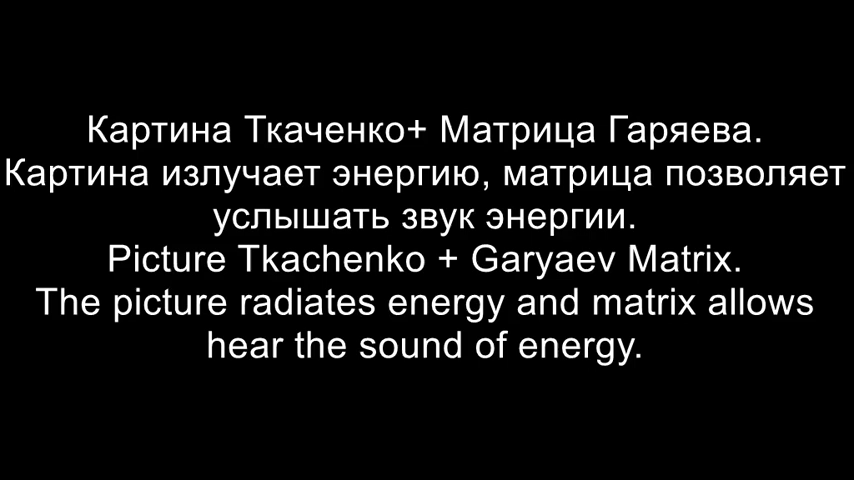 Картина Ткаченко+ Матрица Гаряева.
Картина излучает энергию, матрица позволяет
услышать звук энергии.
Picture Tkachenko + Garyaev Matrix.
The picture radiates energy and matrix allows
hear the sound of energy.